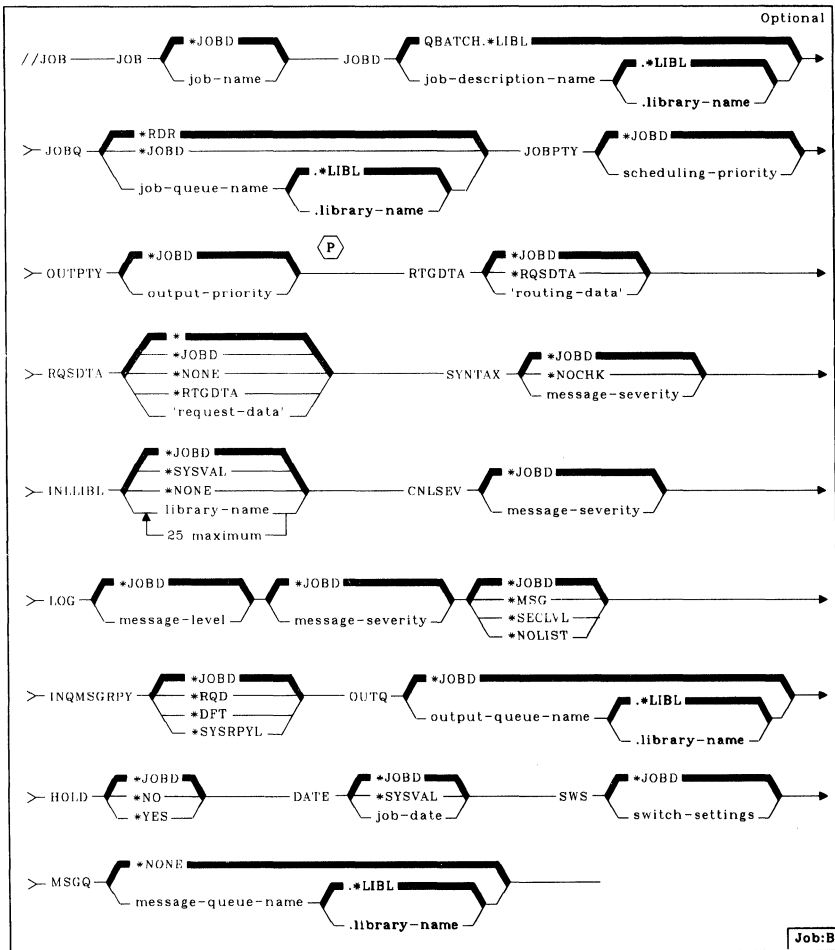 Optional
//JOB JOB *JOBD JOBD QBATCH.*LIBL
job-name job-description-name .*LIBL
.library-name
JOBQ *RDR JOBPTY *JOBD
*JOBD scheduling-priority
job-queue-name .*LIBL
.library-name
P
OUTPTY *JOBD RTGDTA *JOBD
output-priority *RQSDTA
'routing-data'
RQSDTA * SYNTAX *JOBD
*JOBD *NOCHK
*NONE message-severity
*RTGDTA
'request-data'
INLLIBL *JOBD CNLSEV *JOBD
*SYSVAL message-severity
*NONE
library-name
25 maximum
LOG *JOBD *JOBD *JOBD
message-level message-severity *MSG
*SECLVL
*NOLIST
INQMSGRPY *JOBD OUTQ *JOBD
*RQD output-queue-name .*LIBL
*DFT .library-name
*SYSRPYL
HOLD *JOBD DATE *JOBD SWS *JOBD
*NO *SYSVAL switch-settings
*YES job-date
MSGQ *NONE
message-queue-name .*LIBL
.library-name
Job:B